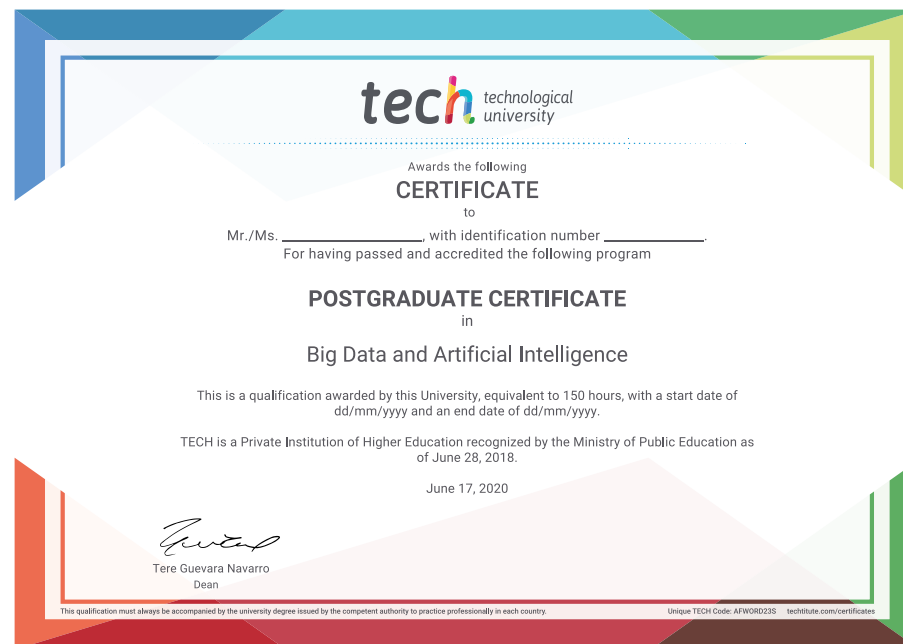 tech technological
university
Awards the following
CERTIFICATE
to
Mr./Ms. ________________, with identification number ____________.
For having passed and accredited the following program
POSTGRADUATE CERTIFICATE
in
Big Data and Artificial Intelligence
This is a qualification awarded by this University, equivalent to 150 hours, with a start date of
dd/mm/yyyy and an end date of dd/mm/yyyy.
TECH is a Private Institution of Higher Education recognized by the Ministry of Public Education as
of June 28, 2018.
June 17, 2020
Tere Guevara Navarro
Dean
This qualification must always be accompanied by the university degree issued by the competent authority to practice professionally in each country.
Unique TECH Code: AFWORD23S techtitute.com/certificates